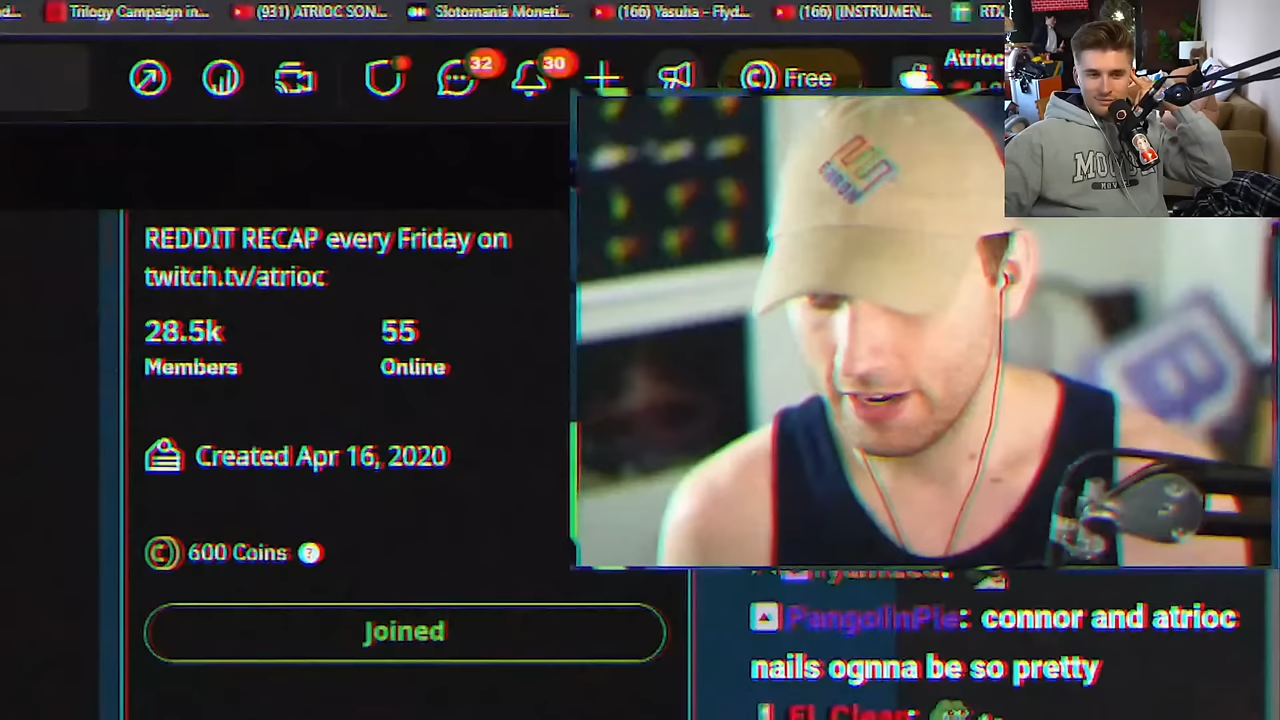 Trilogy Campaign in...
(931) ATRIOC SON...
Slotomania Moneti...
(166) Yasuha - Flyd...
(166) [INSTRUMEN...
RTX
32
30
Free
Atrioc
REDDIT RECAP every Friday on
twitch.tv/atrioc
28.5k
55
Members
Online
Created Apr 16, 2020
600 Coins
Joined
PangolinPie: connor and atrioc
nails ognna be so pretty